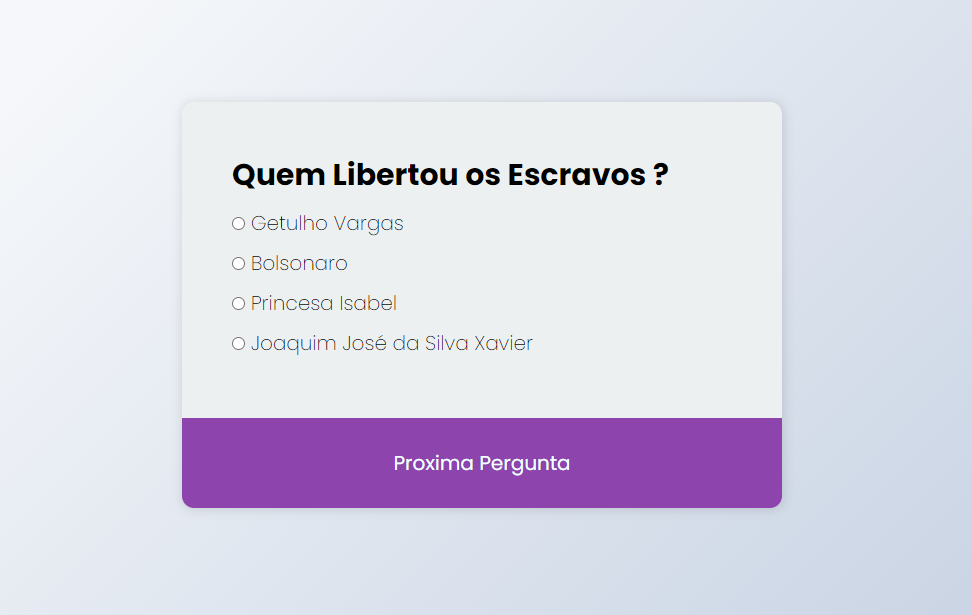 Quem Libertou os Escravos ?
Getulho Vargas
Bolsonaro
Princesa Isabel
Joaquim José da Silva Xavier
Proxima Pergunta